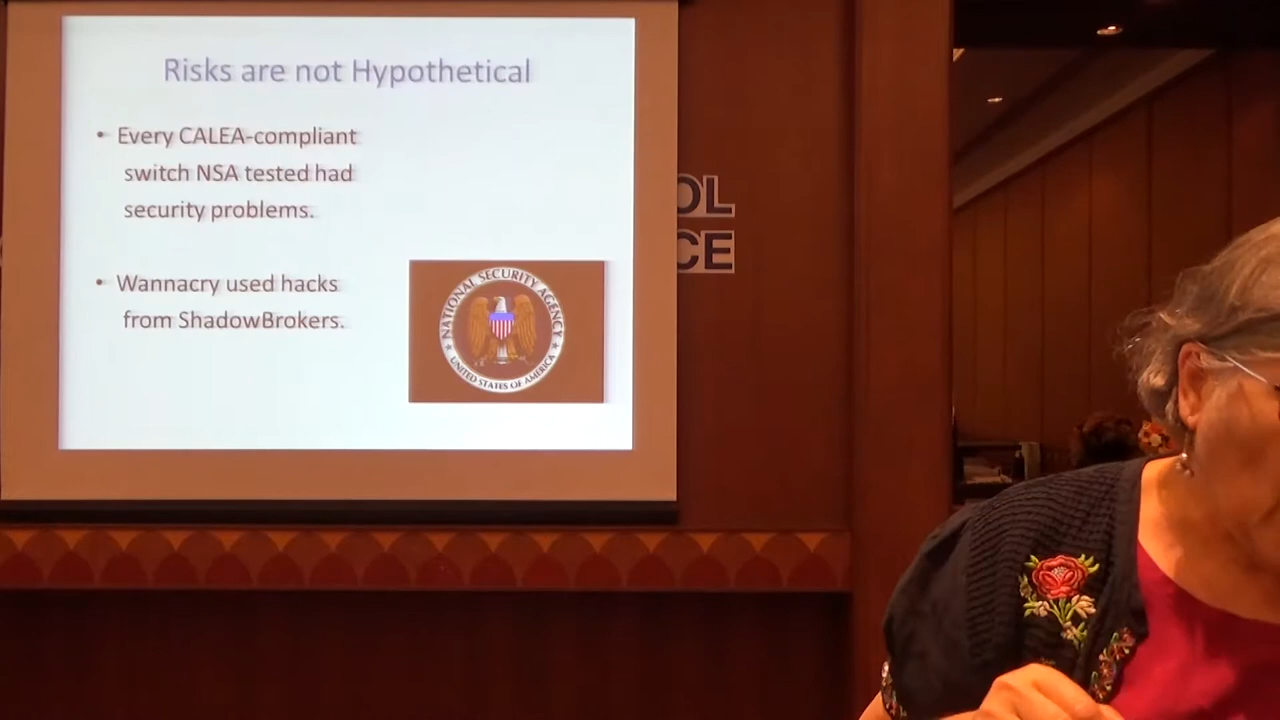 Risks are not Hypothetical
• Every CALEA-compliant
switch NSA tested had
security problems.
• Wannacry used hacks
from ShadowBrokers.
NATIONAL SECURITY AGENCY
UNITED STATES OF AMERICA
OL
CE